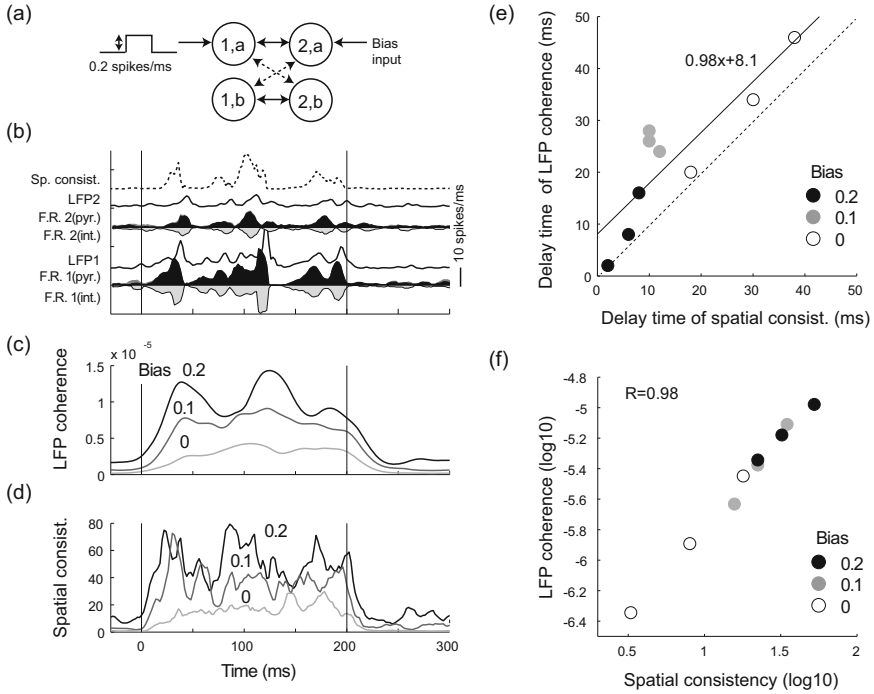 (a)
0.2 spikes/ms
1,a
2,a
Bias
input
1,b
2,b
(b)
Sp. consist.
LFP2
F.R. 2(pyr.)
F.R. 2(int.)
LFP1
F.R. 1(pyr.)
F.R. 1(int.)
10 spikes/ms
(c)
x 10 -5
LFP coherence
1.5
1
0.5
0
Bias 0.2
0.1
0
(d)
Spatial consist.
80
60
40
20
0
0.2
0.1
0
0
100
200
300
Time (ms)
(e)
Delay time of LFP coherence (ms)
50
40
30
20
10
0
0.98x+8.1
Bias
0.2
0.1
0
0
10
20
30
40
50
Delay time of spatial consist. (ms)
(f)
LFP coherence (log10)
-4.8
-5
-5.2
-5.4
-5.6
-5.8
-6
-6.2
-6.4
R=0.98
Bias
0.2
0.1
0
0.5
1
1.5
2
Spatial consistency (log10)